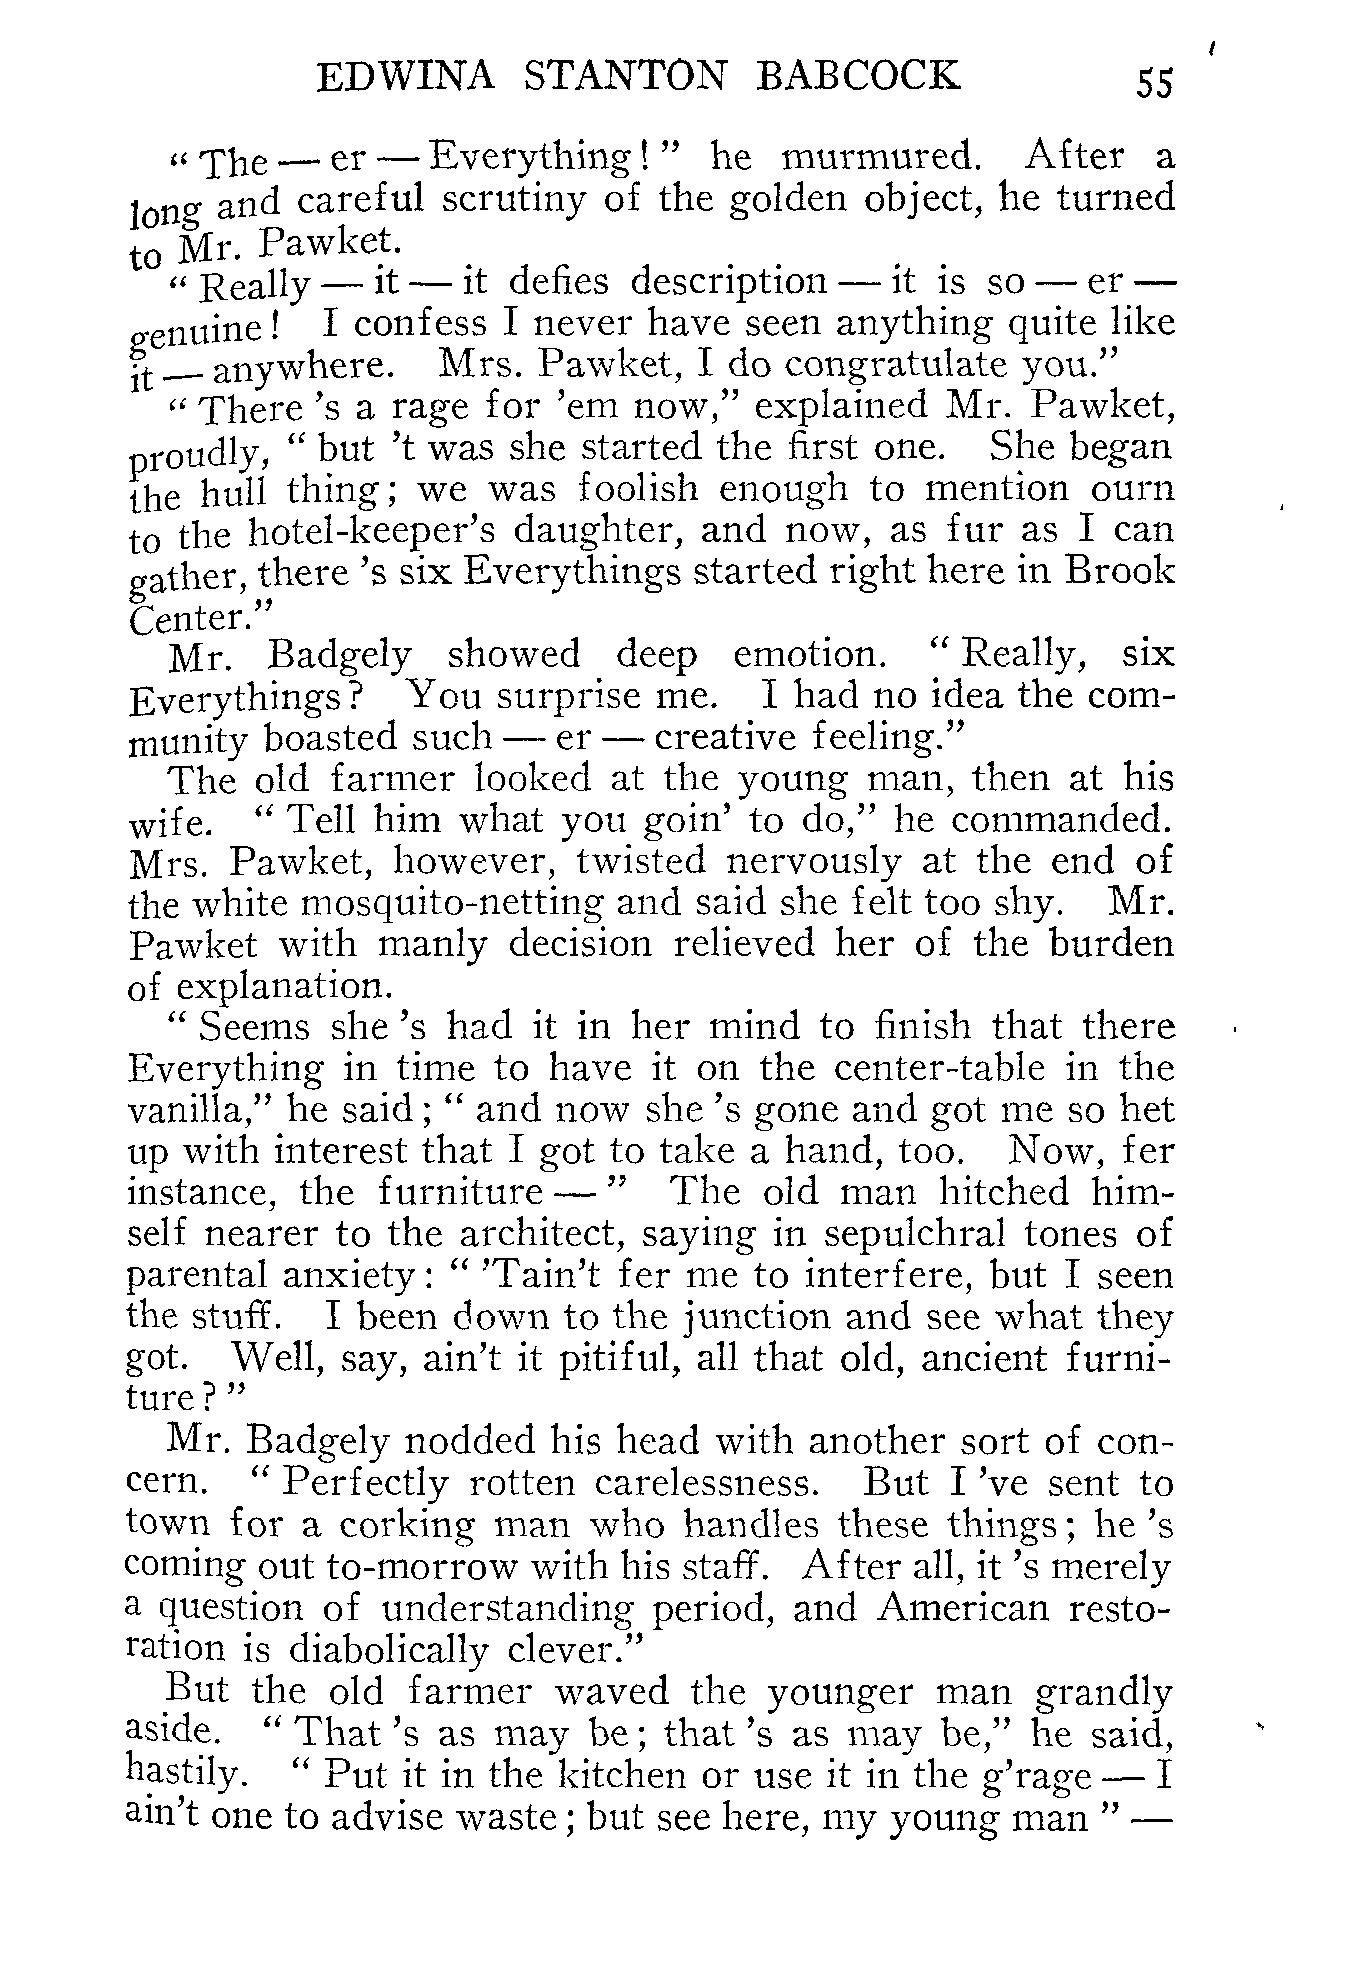 EDWINA STANTON BABCOCK 55
“ The — er — Everything! ” he murmured. After a
long and careful scrutiny of the golden object, he turned
to Mr. Pawket.
“ Really — it — it defies description — it is so — er —
genuine! I confess I never have seen anything quite like
it — anywhere. Mrs. Pawket, I do congratulate you.”
“ There 's a rage for 'em now,” explained Mr. Pawket,
proudly, “ but 't was she started the first one. She began
the hull thing; we was foolish enough to mention ourn
to the hotel-keeper's daughter, and now, as fur as I can
gather, there 's six Everythings started right here in Brook
Center.”
Mr. Badgely showed deep emotion. “ Really, six
Everythings? You surprise me. I had no idea the com-
munity boasted such — er — creative feeling.”
The old farmer looked at the young man, then at his
wife. “ Tell him what you goin' to do,” he commanded.
Mrs. Pawket, however, twisted nervously at the end of
the white mosquito-netting and said she felt too shy. Mr.
Pawket with manly decision relieved her of the burden
of explanation.
“ Seems she 's had it in her mind to finish that there
Everything in time to have it on the center-table in the
vanilla,” he said; “ and now she 's gone and got me so het
up with interest that I got to take a hand, too. Now, fer
instance, the furniture — ” The old man hitched him-
self nearer to the architect, saying in sepulchral tones of
parental anxiety: “ 'Tain't fer me to interfere, but I seen
the stuff. I been down to the junction and see what they
got. Well, say, ain't it pitiful, all that old, ancient furni-
ture? ”
Mr. Badgely nodded his head with another sort of con-
cern. “ Perfectly rotten carelessness. But I 've sent to
town for a corking man who handles these things; he 's
coming out to-morrow with his staff. After all, it 's merely
a question of understanding period, and American resto-
ration is diabolically clever.”
But the old farmer waved the younger man grandly
aside. “ That 's as may be; that 's as may be,” he said,
hastily. “ Put it in the kitchen or use it in the g'rage — I
ain't one to advise waste; but see here, my young man ” —